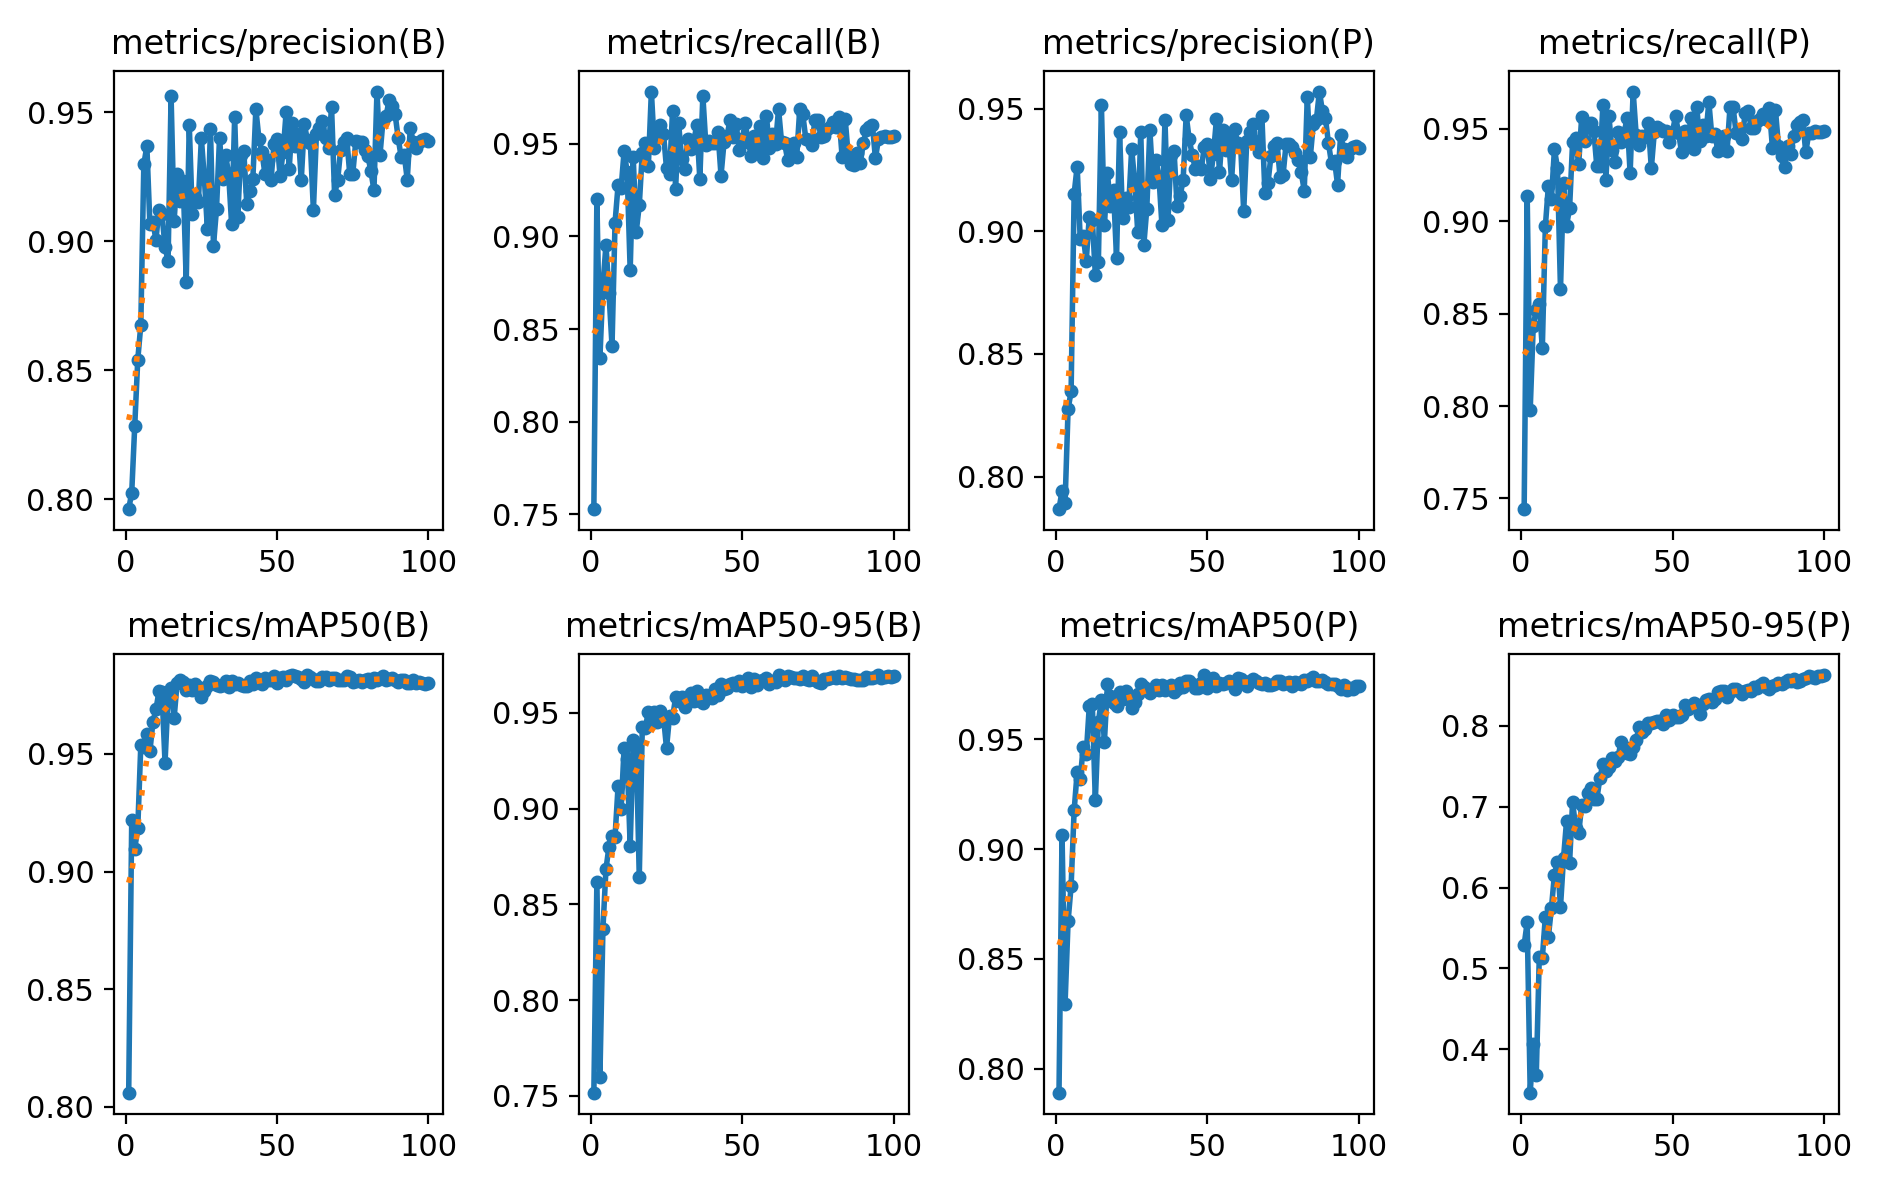 metrics/precision(B)
metrics/recall(B)
metrics/precision(P)
metrics/recall(P)
0.95
0.90
0.85
0.80
0 50 100
0.95
0.90
0.85
0.80
0.75
0 50 100
0.95
0.90
0.85
0.80
0 50 100
0.95
0.90
0.85
0.80
0.75
0 50 100
metrics/mAP50(B)
metrics/mAP50-95(B)
metrics/mAP50(P)
metrics/mAP50-95(P)
0.95
0.90
0.85
0.80
0 50 100
0.95
0.90
0.85
0.80
0.75
0 50 100
0.95
0.90
0.85
0.80
0 50 100
0.8
0.7
0.6
0.5
0.4
0 50 100